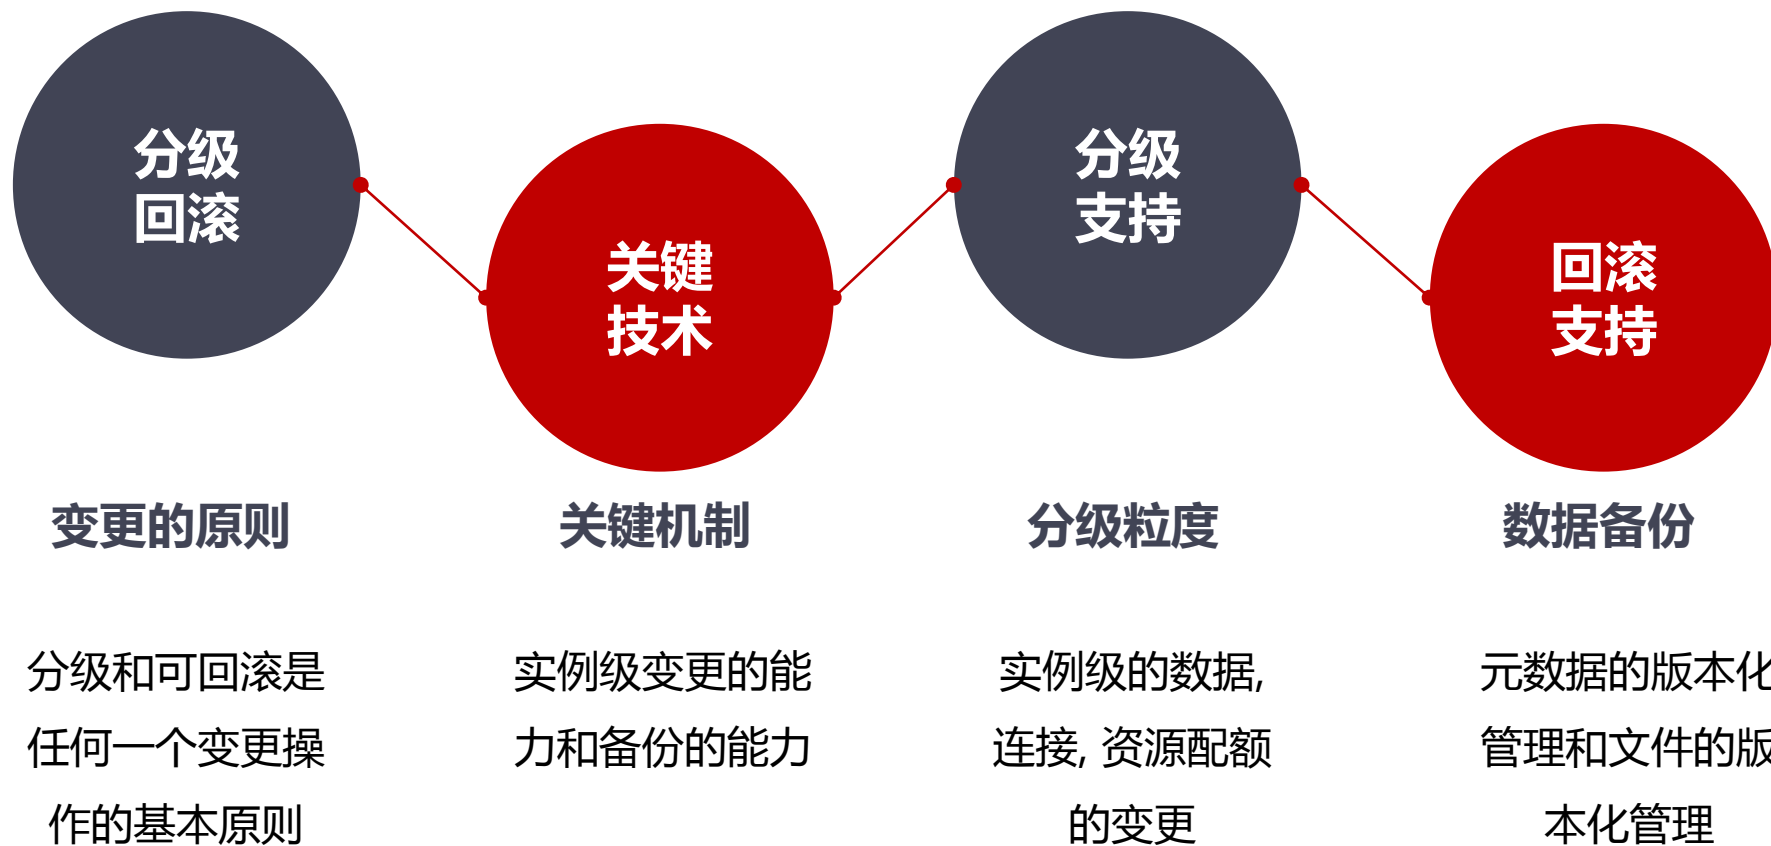 分级
回滚
关键
技术
分级
支持
回滚
支持
变更的原则
关键机制
分级粒度
数据备份
分级和可回滚是
任何一个变更操
作的基本原则
实例级变更的能
力和备份的能力
实例级的数据,
连接, 资源配额
的变更
元数据的版本化
管理和文件的版
本化管理